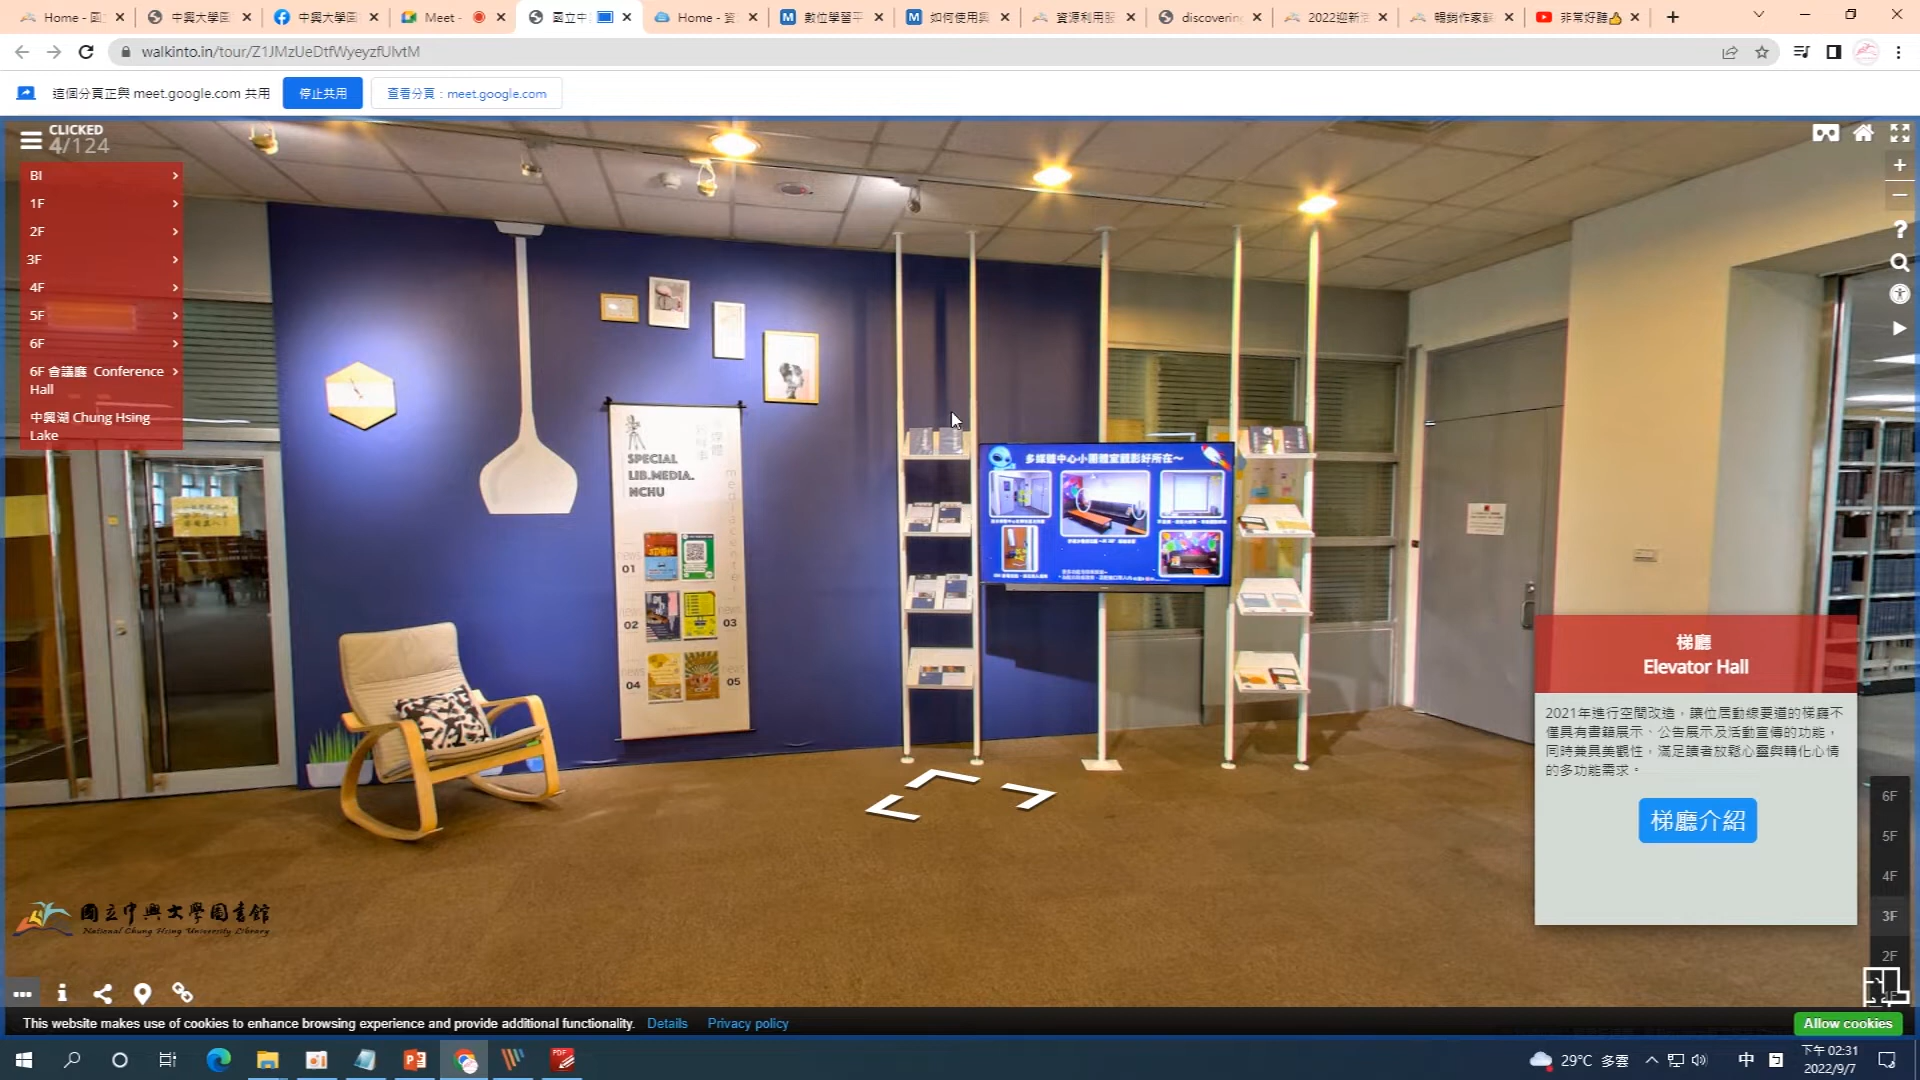 Home - 國立
中興大學圖
中興大學圖
Meet -
國立中
Home - 資
數位學習平
如何使用與
資源利用服
discovering
2022迎新活
暢銷作家蘇
非常好聽👍
walkinto.in/tour/Z1JMzUeDtfWyeyzfUlvtM
這個分頁正與 meet.google.com 共用
停止共用
查看分頁：meet.google.com
CLICKED
4/124
BI
1F
2F
3F
4F
5F
6F
6F 會議廳 Conference Hall
中興湖 Chung Hsing Lake
SPECIAL
LIB.MEDIA.
NCHU
mediacenter
news
01
news
02
news
03
news
04
news
05
多媒體中心小團體室觀影好所在～
梯廳
Elevator Hall
2021年進行空間改造，讓位居動線要道的梯廳不
僅具有書籍展示、公告展示及活動宣傳的功能，
同時兼具美觀性，滿足讀者放鬆心靈與轉化心情
的多功能需求。
梯廳介紹
6F
5F
4F
3F
2F
國立中興大學圖書館
National Chung Hsing University Library
This website makes use of cookies to enhance browsing experience and provide additional functionality. Details Privacy policy
Allow cookies
29°C 多雲
中
下午 02:31
2022/9/7